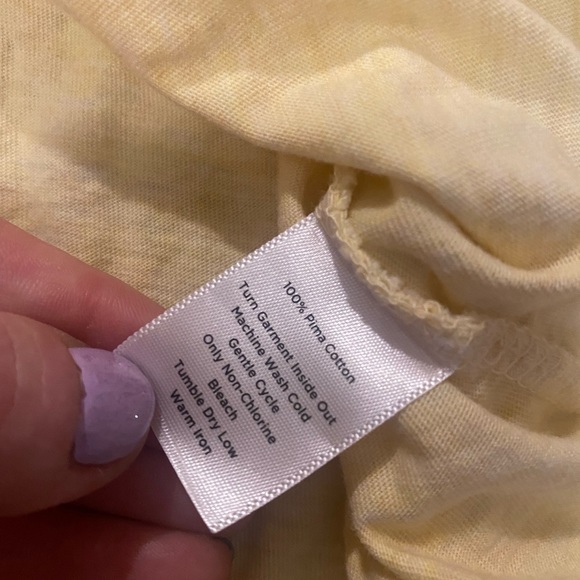 100% Pima Cotton
Turn Garment Inside Out
Machine Wash Cold
Gentle Cycle
Only Non-Chlorine
Bleach
Tumble Dry Low
Warm Iron